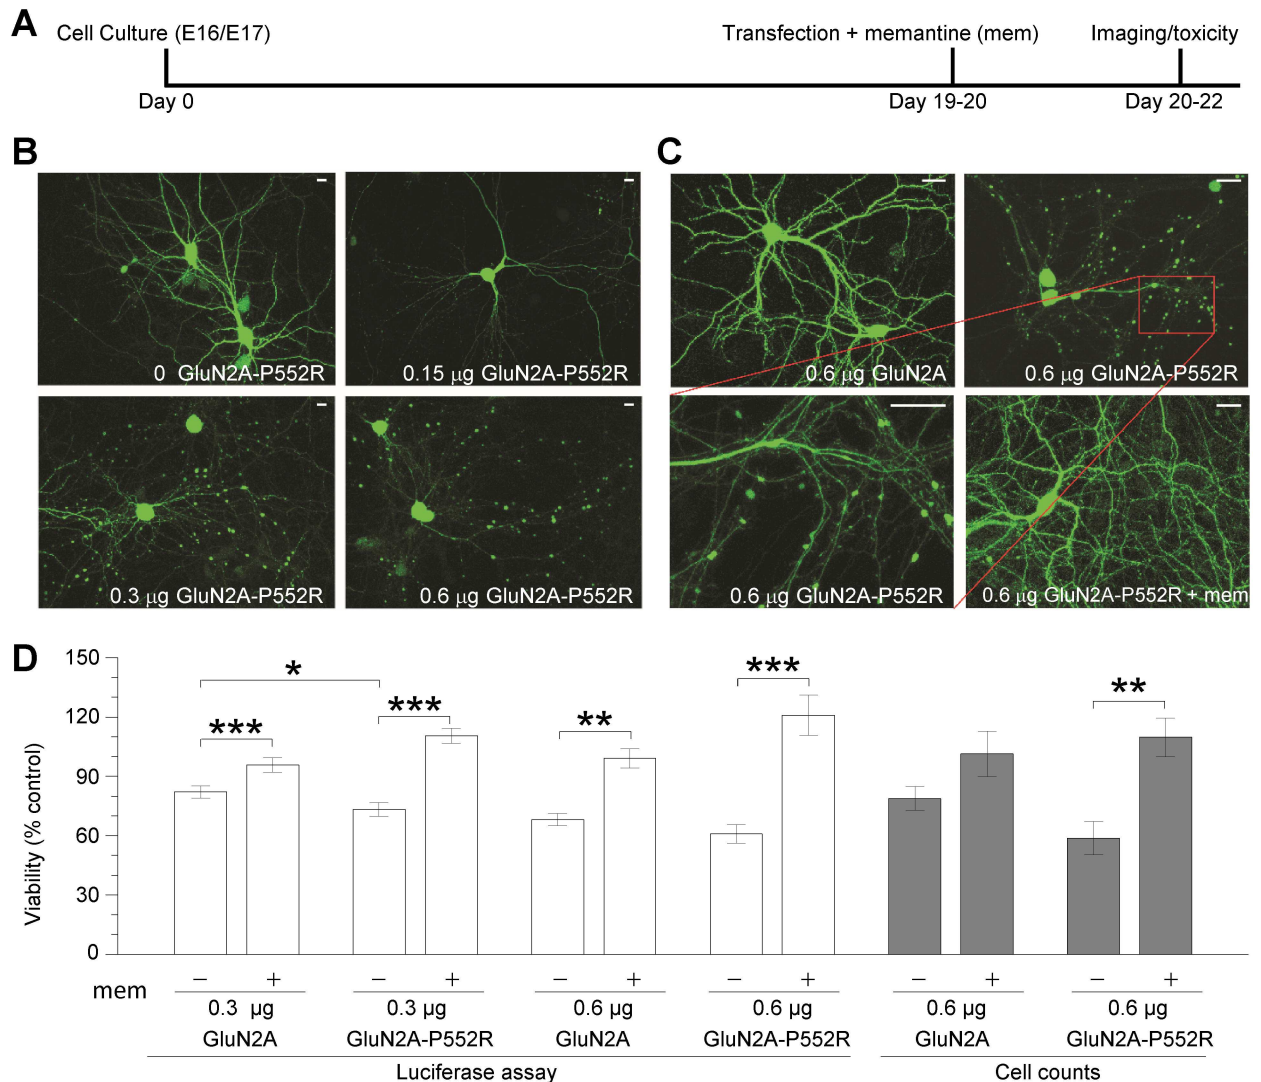 A
Cell Culture (E16/E17)
Transfection + memantine (mem)
Imaging/toxicity
Day 0
Day 19-20
Day 20-22
B
0 GluN2A-P552R
0.15 μg GluN2A-P552R
0.3 μg GluN2A-P552R
0.6 μg GluN2A-P552R
C
0.6 μg GluN2A
0.6 μg GluN2A-P552R
0.6 μg GluN2A-P552R
0.6 μg GluN2A-P552R + mem
D
Viability (% control)
150
120
90
60
30
0
***
*
***
**
***
**
mem
− + − + − + − + − + − +
0.3 μg 0.3 μg 0.6 μg 0.6 μg 0.6 μg 0.6 μg
GluN2A GluN2A-P552R GluN2A GluN2A-P552R GluN2A GluN2A-P552R
Luciferase assay Cell counts